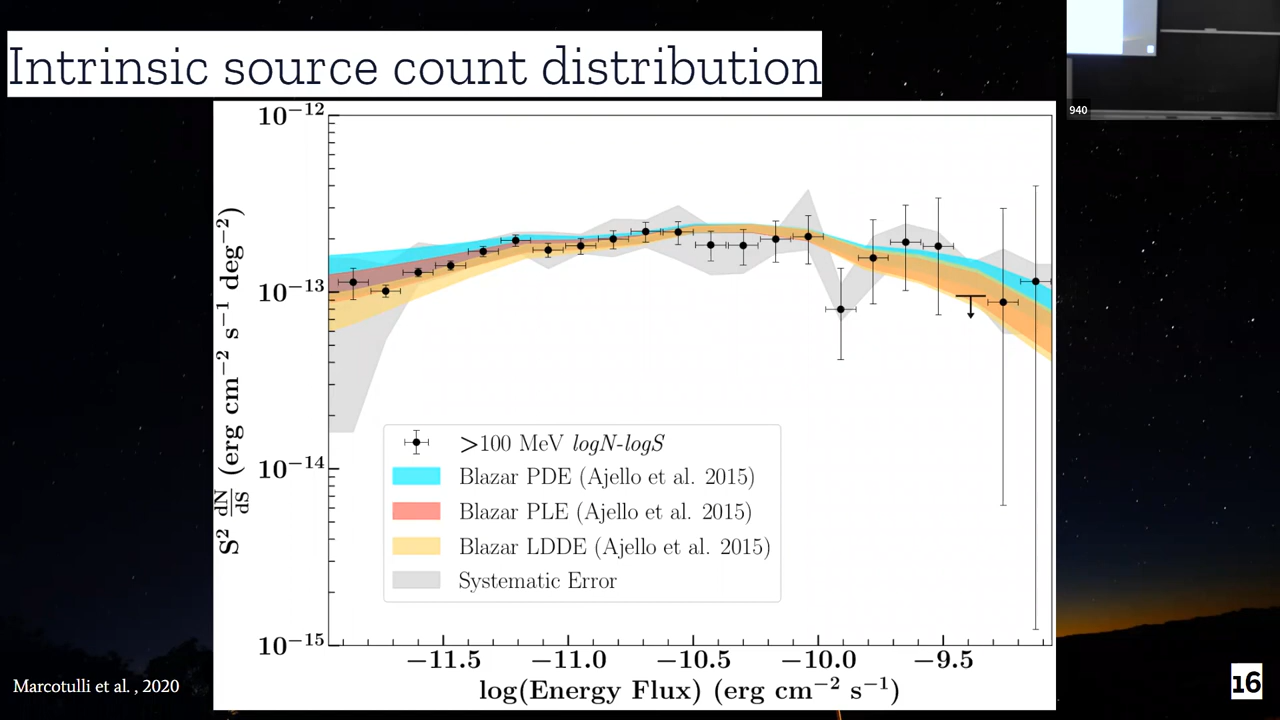 Intrinsic source count distribution
940
10−12
10−13
10−14
10−15
S2 dN/dS (erg cm−2 s−1 deg−2)
>100 MeV logN-logS
Blazar PDE (Ajello et al. 2015)
Blazar PLE (Ajello et al. 2015)
Blazar LDDE (Ajello et al. 2015)
Systematic Error
−11.5 −11.0 −10.5 −10.0 −9.5
log(Energy Flux) (erg cm−2 s−1)
Marcotulli et al. , 2020
16